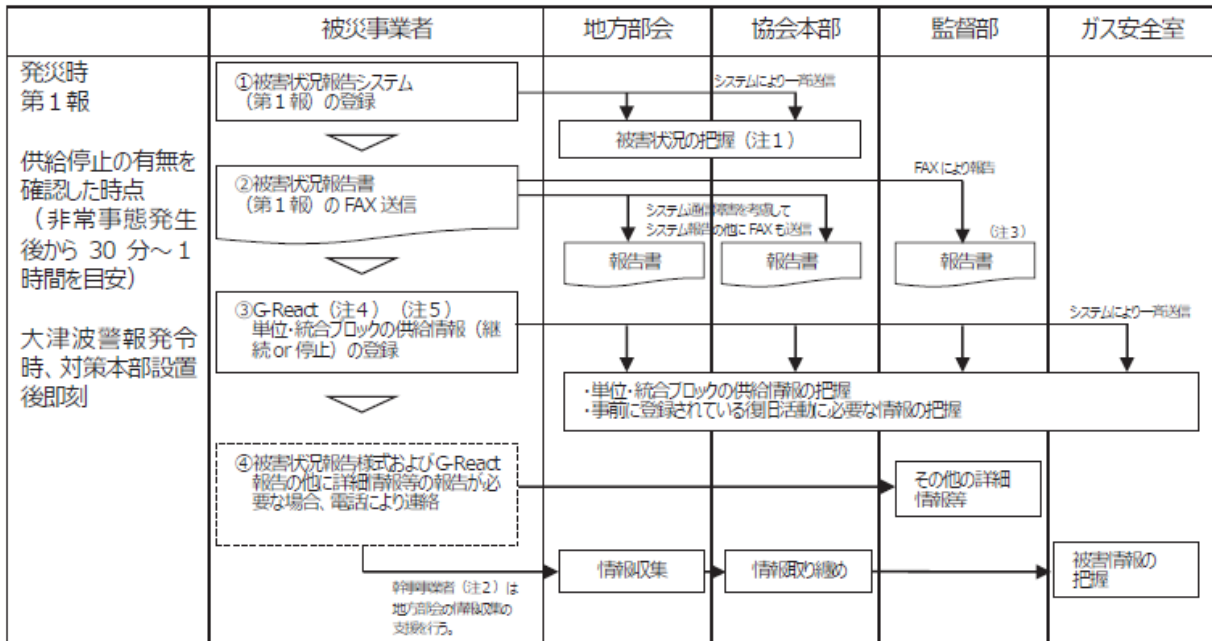 被災事業者
地方部会
協会本部
監督部
ガス安全室
発災時
第1報
供給停止の有無を
確認した時点
（非常事態発生
後から 30 分～1
時間を目安）
大津波警報発令
時、対策本部設置
後即刻
①被害状況報告システム
（第1報）の登録
システムにより一斉送信
被害状況の把握（注1）
②被害状況報告書
（第1報）の FAX 送信
FAX により報告
システム通信障害を考慮して
システム報告の他に FAX も送信
（注3）
報告書
報告書
報告書
③G-React（注4）（注5）
単位・統合ブロックの供給情報（継
続 or 停止）の登録
システムにより一斉送信
・単位・統合ブロックの供給情報の把握
・事前に登録されている復旧活動に必要な情報の把握
④被害状況報告様式および G-React
報告の他に詳細情報等の報告が必
要な場合、電話により連絡
その他の詳細
情報等
情報収集
情報取り纏め
被害情報の
把握
幹事事業者（注2）は
地方部会の情報収集の
支援を行う。